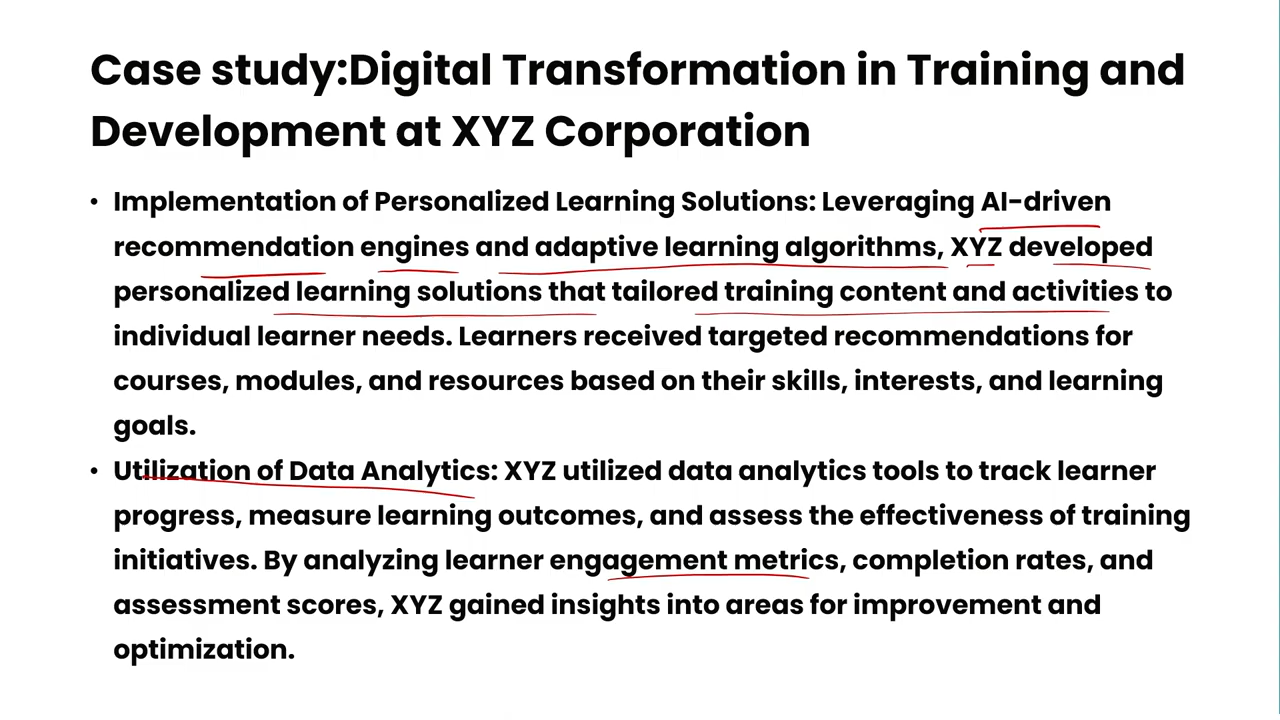 Case study:Digital Transformation in Training and
Development at XYZ Corporation
• Implementation of Personalized Learning Solutions: Leveraging AI-driven
recommendation engines and adaptive learning algorithms, XYZ developed
personalized learning solutions that tailored training content and activities to
individual learner needs. Learners received targeted recommendations for
courses, modules, and resources based on their skills, interests, and learning
goals.
• Utilization of Data Analytics: XYZ utilized data analytics tools to track learner
progress, measure learning outcomes, and assess the effectiveness of training
initiatives. By analyzing learner engagement metrics, completion rates, and
assessment scores, XYZ gained insights into areas for improvement and
optimization.